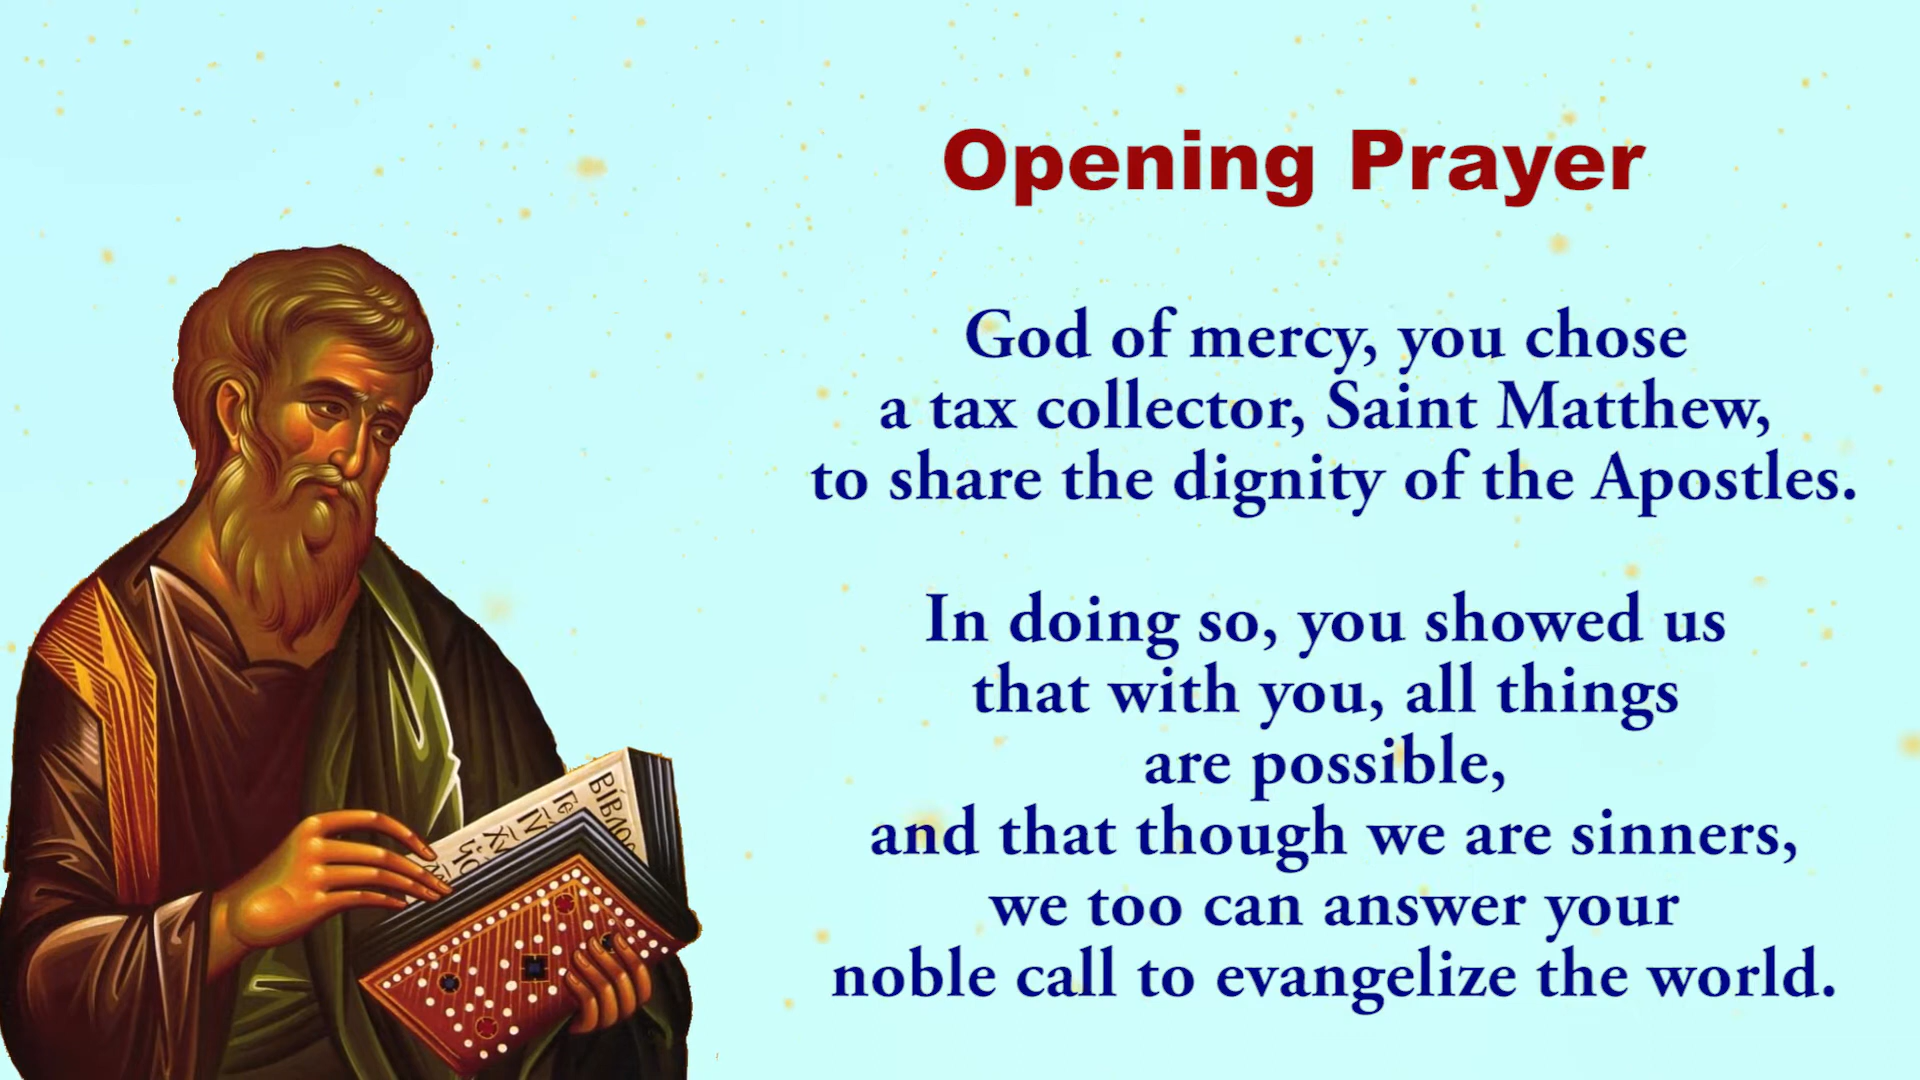 Opening Prayer
God of mercy, you chose
a tax collector, Saint Matthew,
to share the dignity of the Apostles.
In doing so, you showed us
that with you, all things
are possible,
and that though we are sinners,
we too can answer your
noble call to evangelize the world.